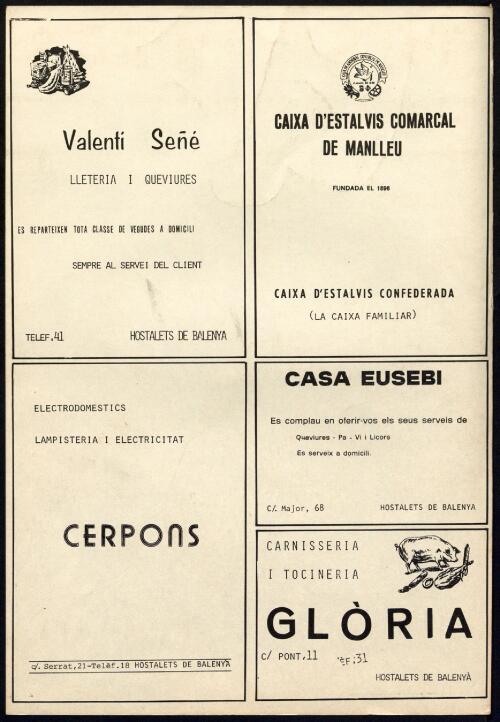 Valentí Señé
LLETERIA I QUEVIURES
ES REPARTEIXEN TOTA CLASSE DE VEGUDES A DOMICILI
SEMPRE AL SERVEI DEL CLIENT
TELEF.41 HOSTALETS DE BALENYA
CAIXA D'ESTALVIS COMARCAL
DE MANLLEU
FUNDADA EL 1896
CAIXA D'ESTALVIS CONFEDERADA
(LA CAIXA FAMILIAR)
ELECTRODOMESTICS
LAMPISTERIA I ELECTRICITAT
CERPONS
c/. Serrat,21-Telèf.18 HOSTALETS DE BALENYÀ
CASA EUSEBI
Es complau en oferir-vos els seus serveis de
Queviures - Pa - Vi i Licors
Es serveix a domicili.
C/. Major, 68 HOSTALETS DE BALENYA
CARNISSERIA
I TOCINERIA
GLÒRIA
C/ PONT,11 TEF:31
HOSTALETS DE BALENYÀ